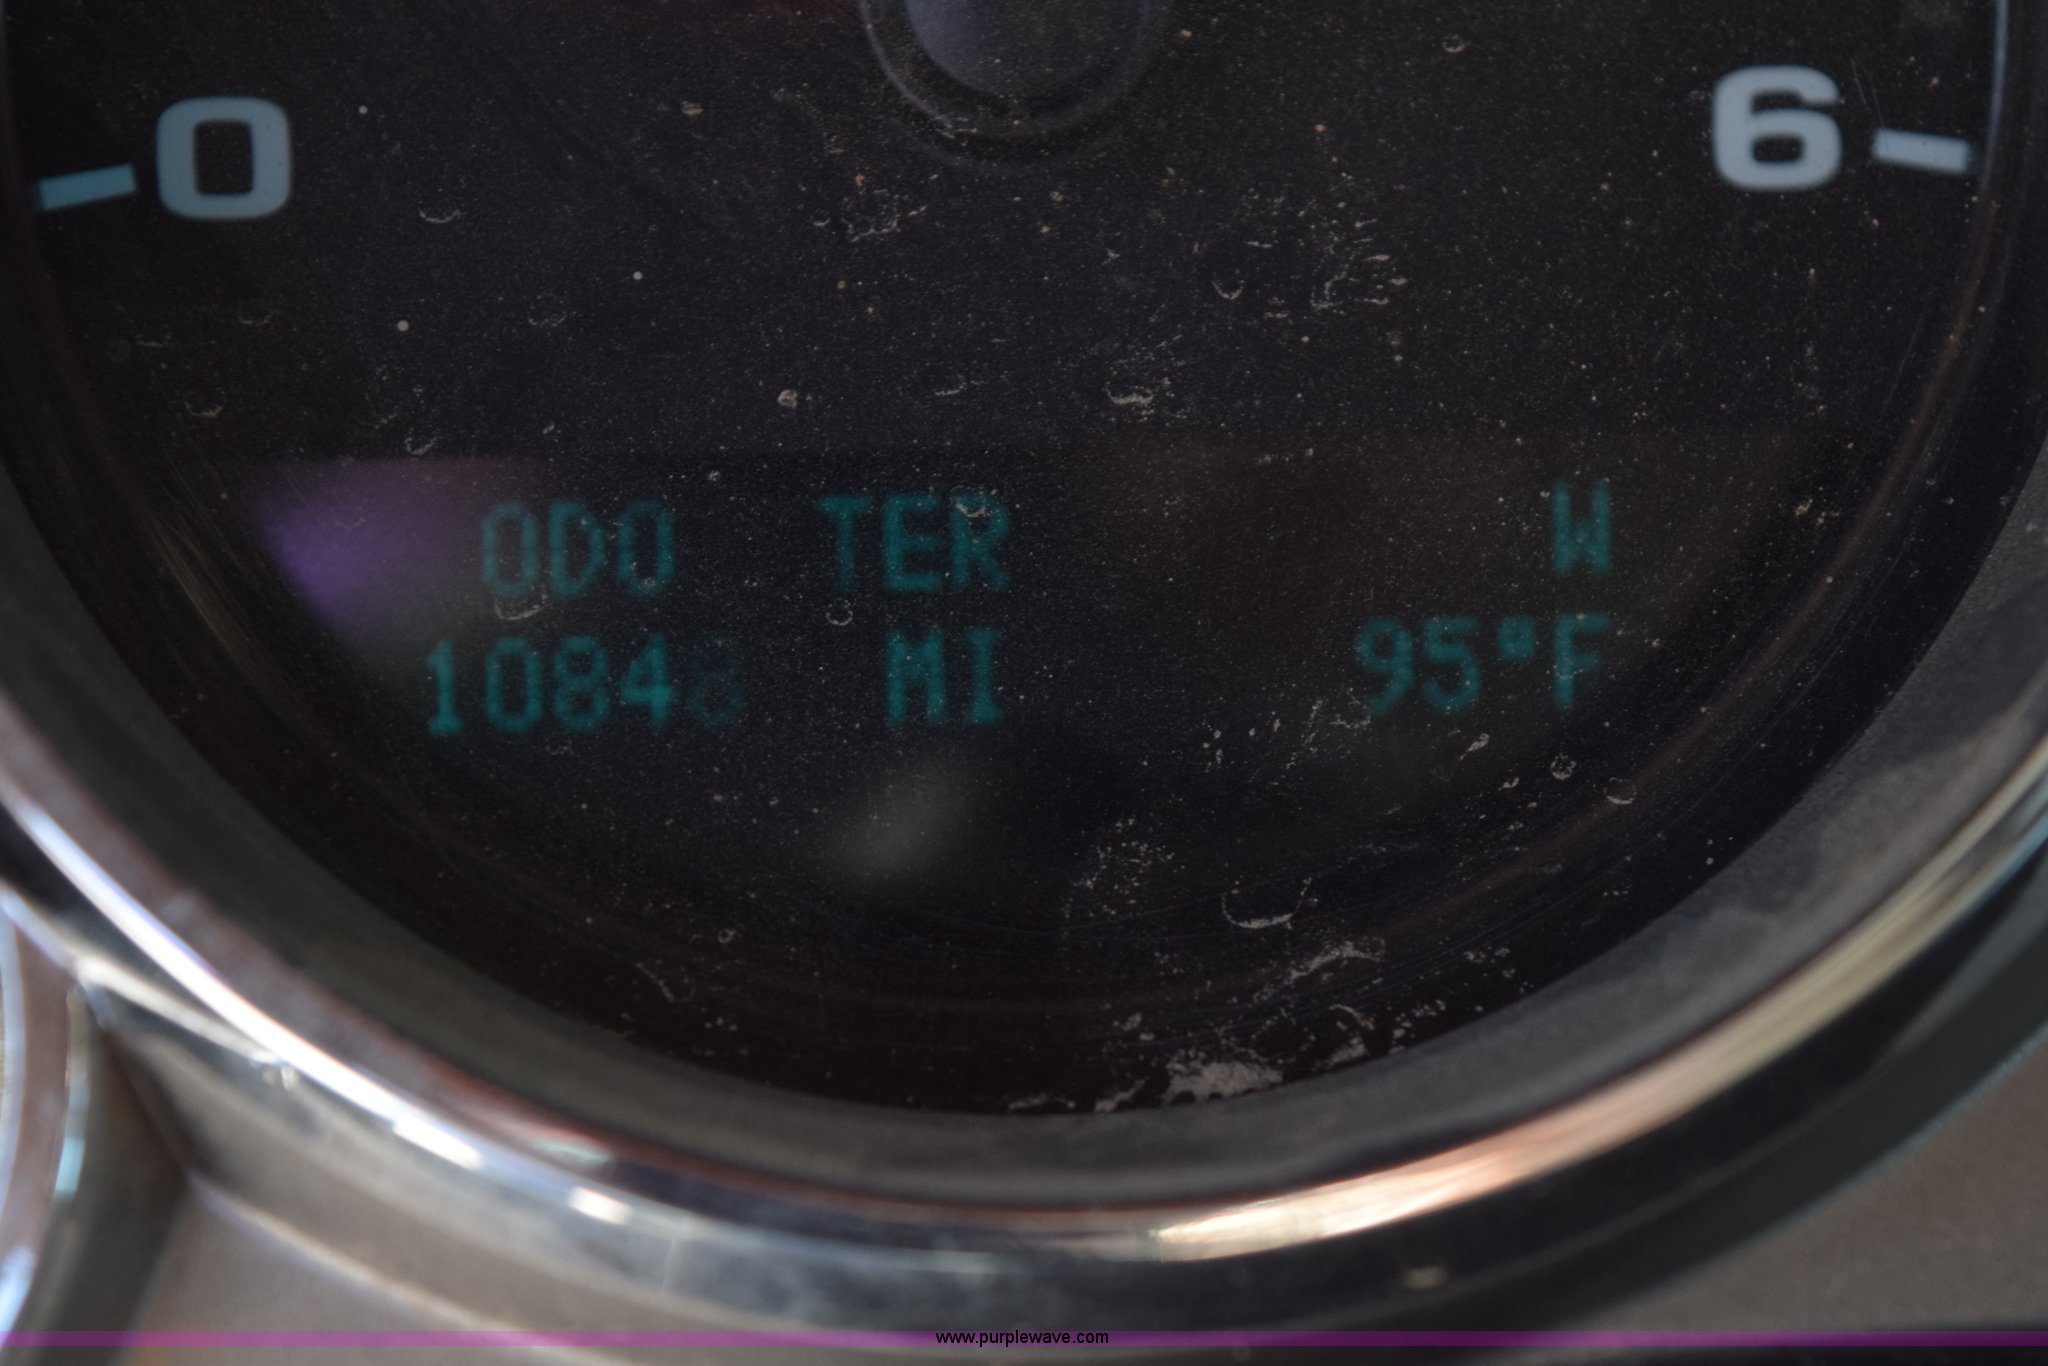 0 6
ODO TER W
1084 MI 95°F
www.purplewave.com